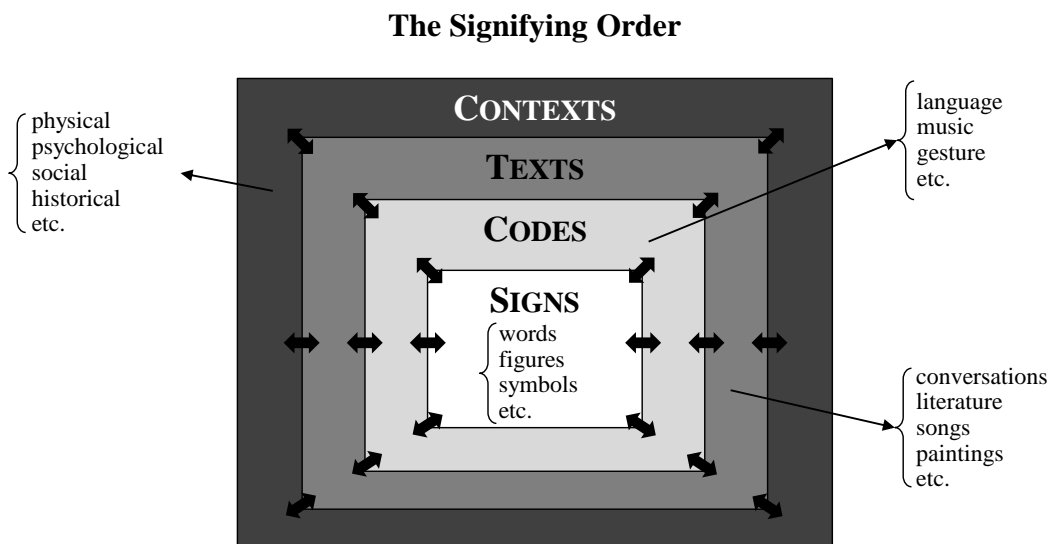 The Signifying Order
CONTEXTS
physical
psychological
social
historical
etc.
language
music
gesture
etc.
TEXTS
CODES
SIGNS
words
figures
symbols
etc.
conversations
literature
songs
paintings
etc.